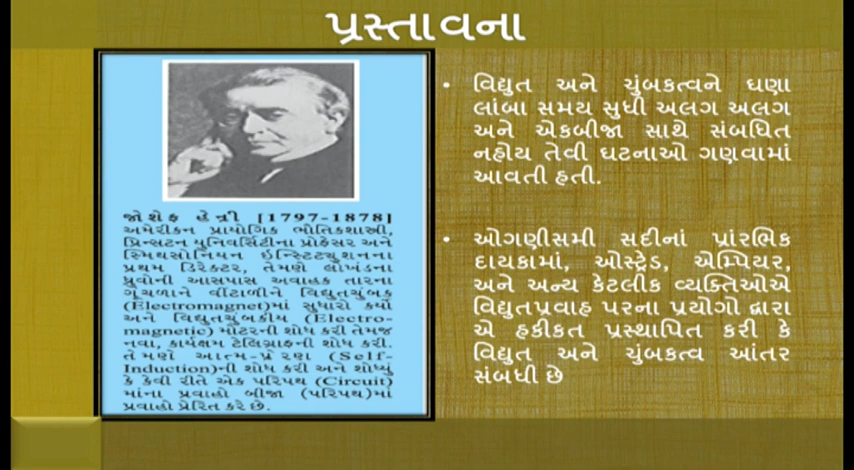 પ્રસ્તાવના
જોસેફ હેન્રી [1797-1878]
અમેરીકન પ્રાયોગિક ભૌતિકશાસ્ત્રી,
પ્રિન્સટન યુનિવર્સિટીના પ્રોફેસર અને
સ્મિથસોનિયન ઇન્સ્ટિટ્યુશનના
પ્રથમ ડિરેક્ટર, તેમણે લોખંડના
ધ્રુવોની આસપાસ અવાહક તારના
ગૂંચળાને વીંટાળીને વિદ્યુતચુંબક
(Electromagnet)માં સુધારો કર્યો
અને વિદ્યુતચુંબકીય (Electro-
magnetic) મોટરની શોધ કરી તેમજ
નવા, કાર્યક્ષમ ટેલિગ્રાફની શોધ કરી.
તેમણે આત્મ-પ્રેરણ (Self-
Induction)ની શોધ કરી અને શોધ્યું
કે કેવી રીતે એક પરિપથ (Circuit)
માંના પ્રવાહો બીજા (પરિપથ)માં
પ્રવાહો પ્રેરિત કરે છે.
• વિદ્યુત અને ચુંબકત્વને ઘણા
લાંબા સમય સુધી અલગ અલગ
અને એકબીજા સાથે સંબધિત
નહોય તેવી ઘટનાઓ ગણવામાં
આવતી હતી.
• ઓગણીસમી સદીનાં પ્રાંરભિક
દાયકામાં, ઓસ્ટ્રેડ, એમ્પિયર,
અને અન્ય કેટલીક વ્યક્તિઓએ
વિદ્યુતપ્રવાહ પરના પ્રયોગો દ્વારા
એ હકીકત પ્રસ્થાપિત કરી કે
વિદ્યુત અને ચુંબકત્વ આંતર
સંબધી છે